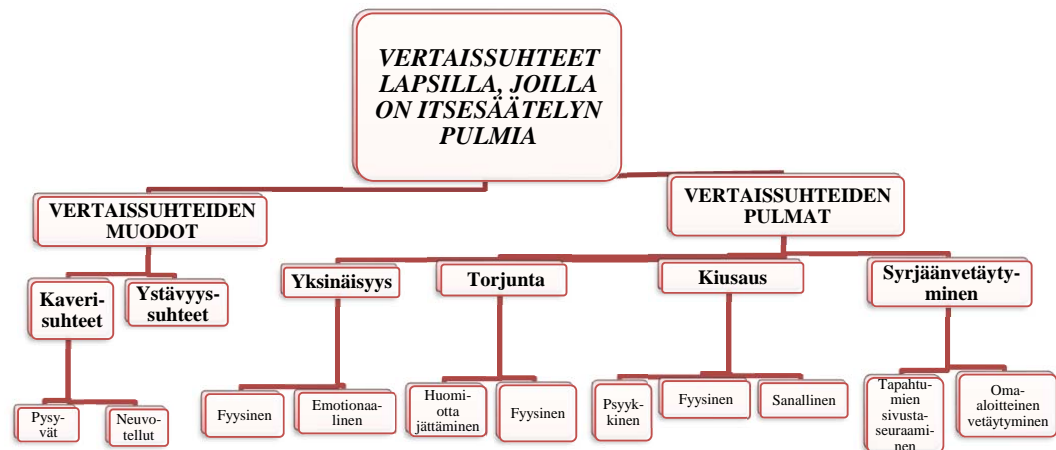 VERTAISSUHTEET
LAPSILLA, JOILLA
ON ITSESÄÄTELYN
PULMIA
VERTAISSUHTEIDEN
MUODOT
VERTAISSUHTEIDEN
PULMAT
Kaveri-
suhteet
Ystävyys-
suhteet
Yksinäisyys
Torjunta
Kiusaus
Syrjäänvetäyty-
minen
Pysy-
vät
Neuvo-
tellut
Fyysinen
Emotionaa-
linen
Huomi-
otta
jättäminen
Fyysinen
Psyyk-
kinen
Fyysinen
Sanallinen
Tapahtu-
mien
sivusta-
seuraami-
nen
Oma-
aloitteinen
vetäytyminen